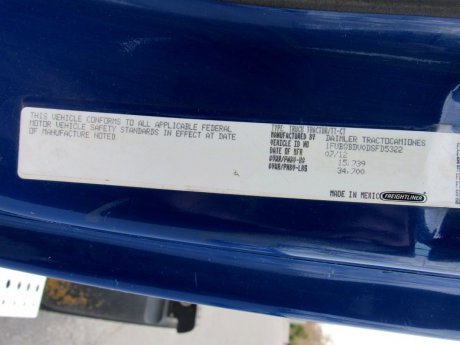 THIS VEHICLE CONFORMS TO ALL APPLICABLE FEDERAL
MOTOR VEHICLE SAFETY STANDARDS IN EFFECT AT DATE
OF MANUFACTURE NOTED.
TYPE: TRUCK TRACTOR/TT-CT
MANUFACTURED BY DAIMLER TRACTOCAMIONES
VEHICLE ID NO 1FUBGBDV0DSFD5322
DATE OF MFR 07/12
GVWR/PNBV-KG 15,739
GVWR/PNBV-LBS 34,700
MADE IN MEXICO FREIGHTLINER